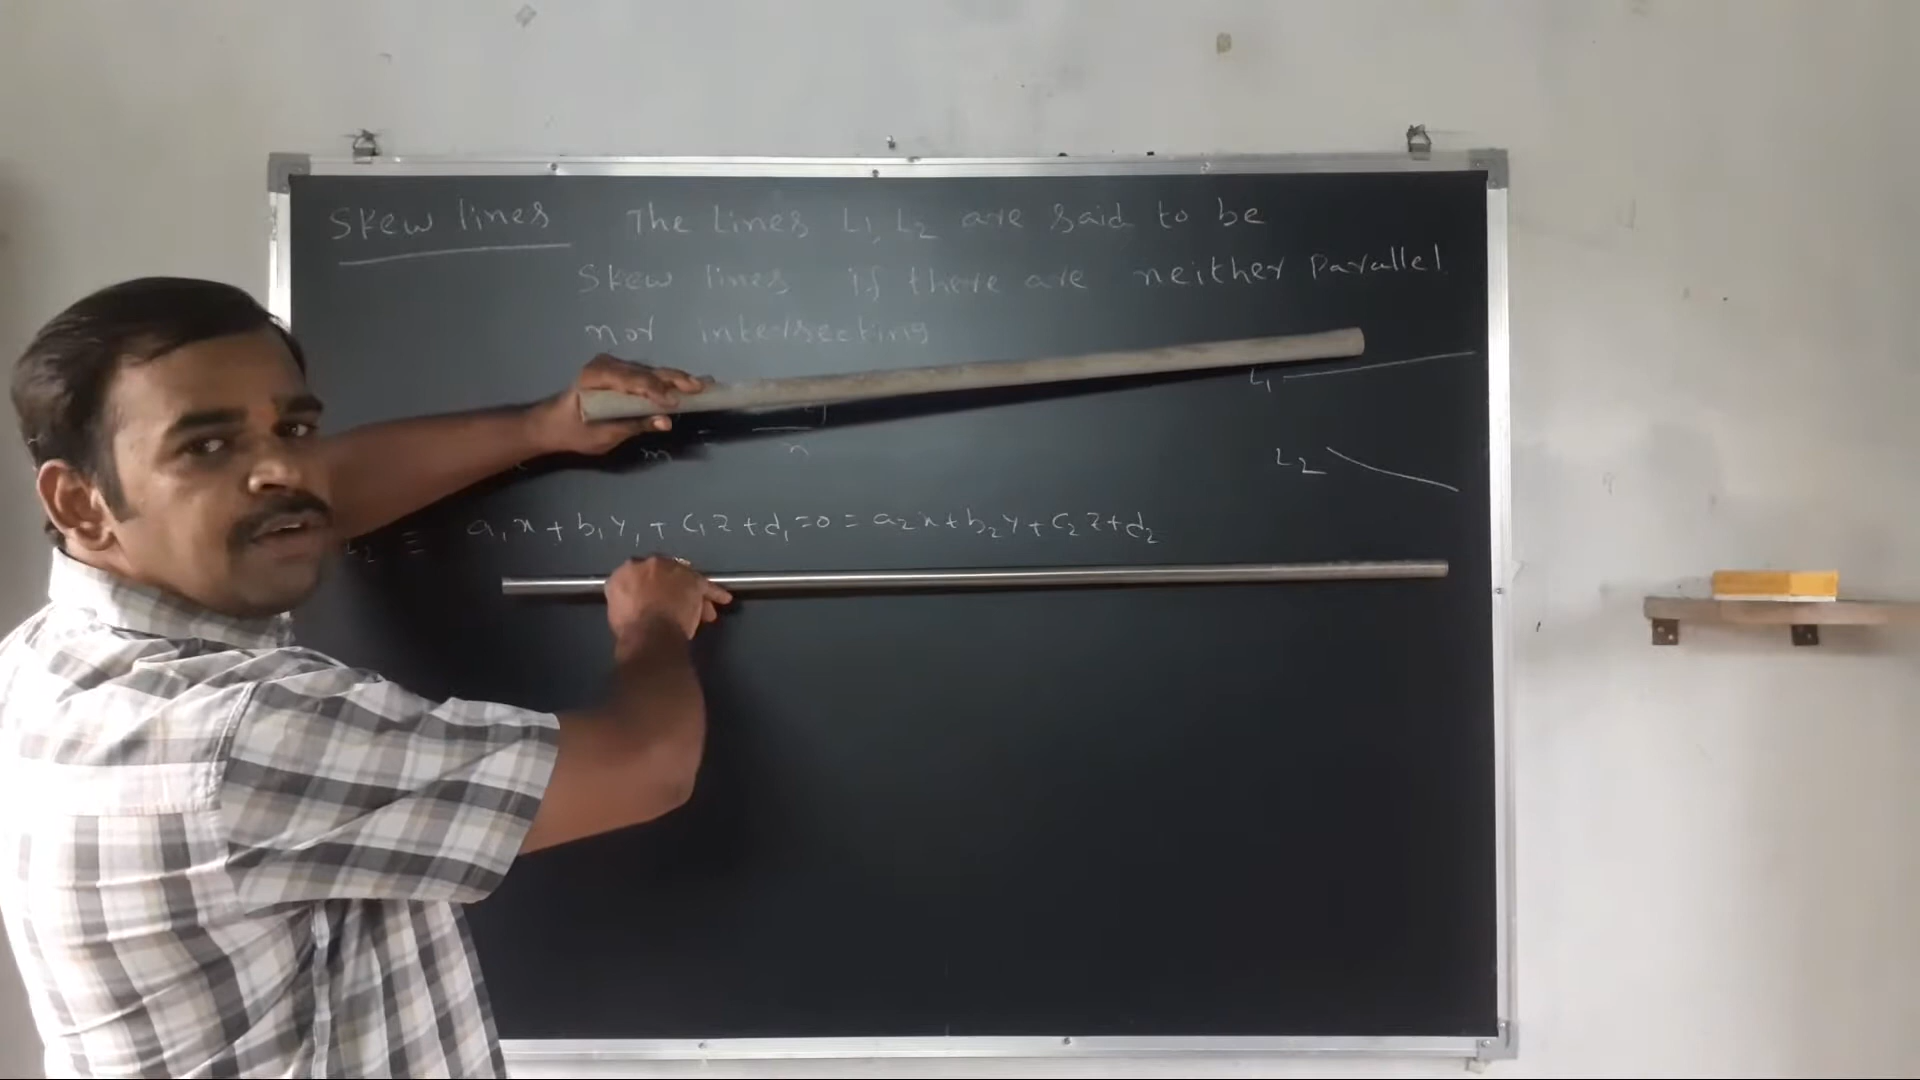 Skew lines The Lines L1, L2 are said to be
Skew lines if there are neither parallel
nor intersecting
L1
m n
L2
L2 ≡ a1x + b1y1 + c1z + d1 = 0 = a2x + b2y + c2z + d2